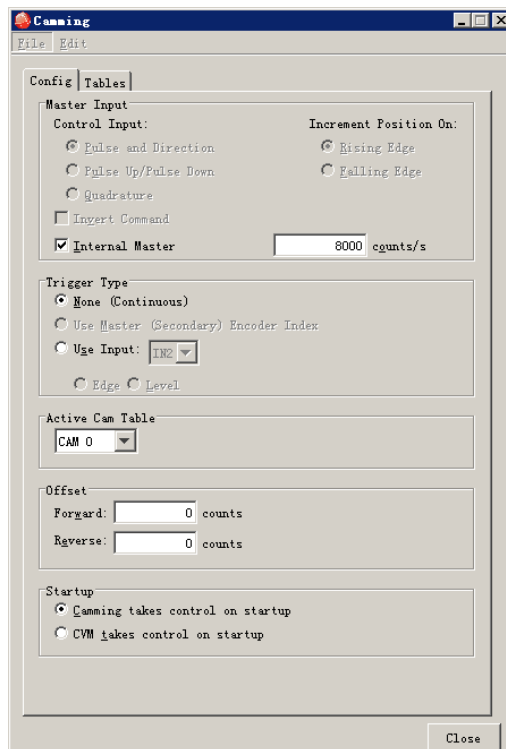 Camming
File Edit
Config Tables
Master Input
Control Input: Increment Position On:
Pulse and Direction Rising Edge
Pulse Up/Pulse Down Falling Edge
Quadrature
Invert Command
Internal Master 8000 counts/s
Trigger Type
None (Continuous)
Use Master (Secondary) Encoder Index
Use Input: IN2
Edge Level
Active Cam Table
CAM 0
Offset
Forward: 0 counts
Reverse: 0 counts
Startup
Camming takes control on startup
CVM takes control on startup
Close